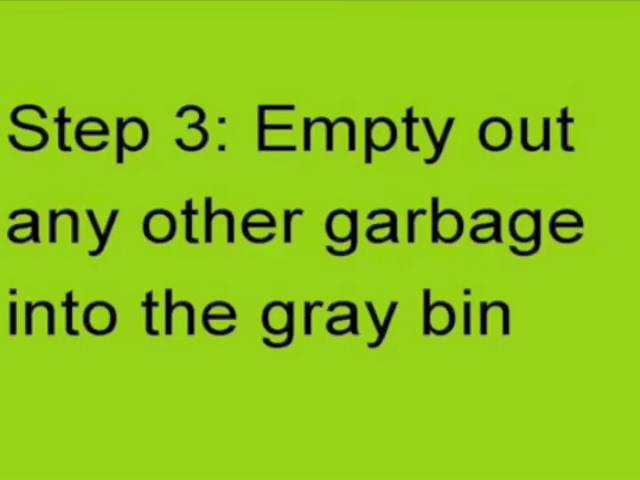 Step 3: Empty out
any other garbage
into the gray bin